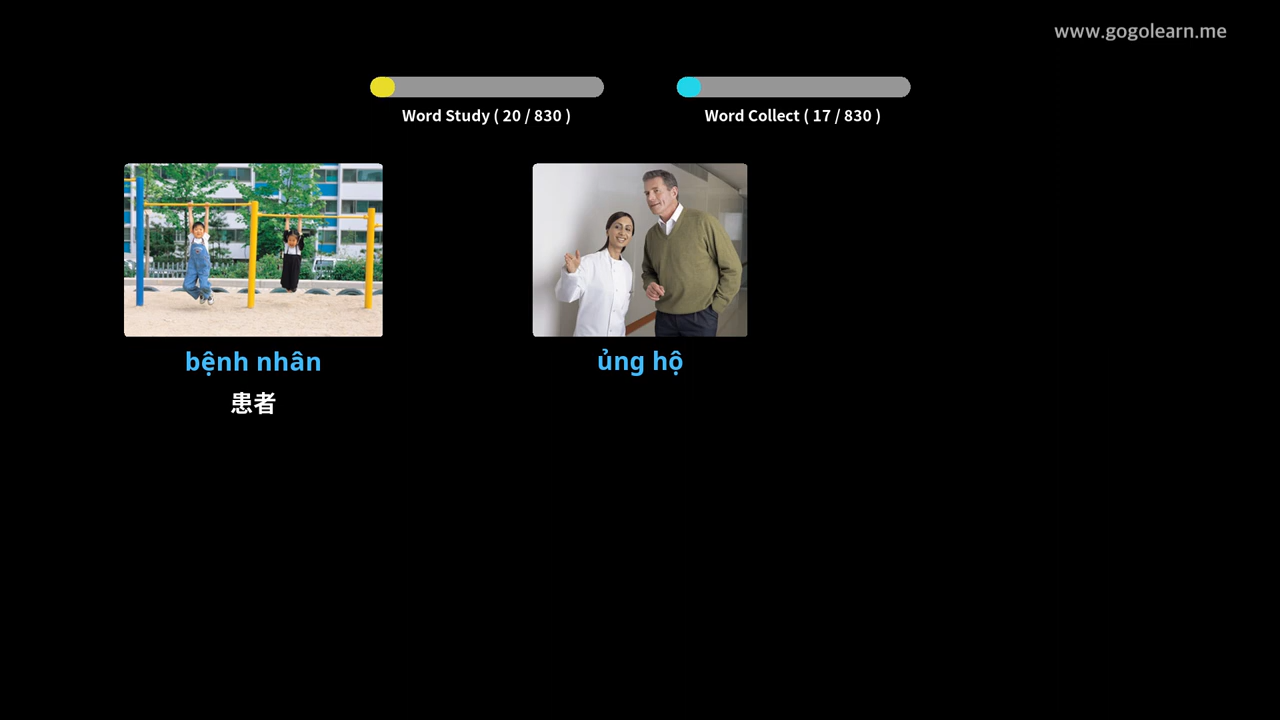 www.gogolearn.me
Word Study ( 20 / 830 )
Word Collect ( 17 / 830 )
bệnh nhân
ủng hộ
患者